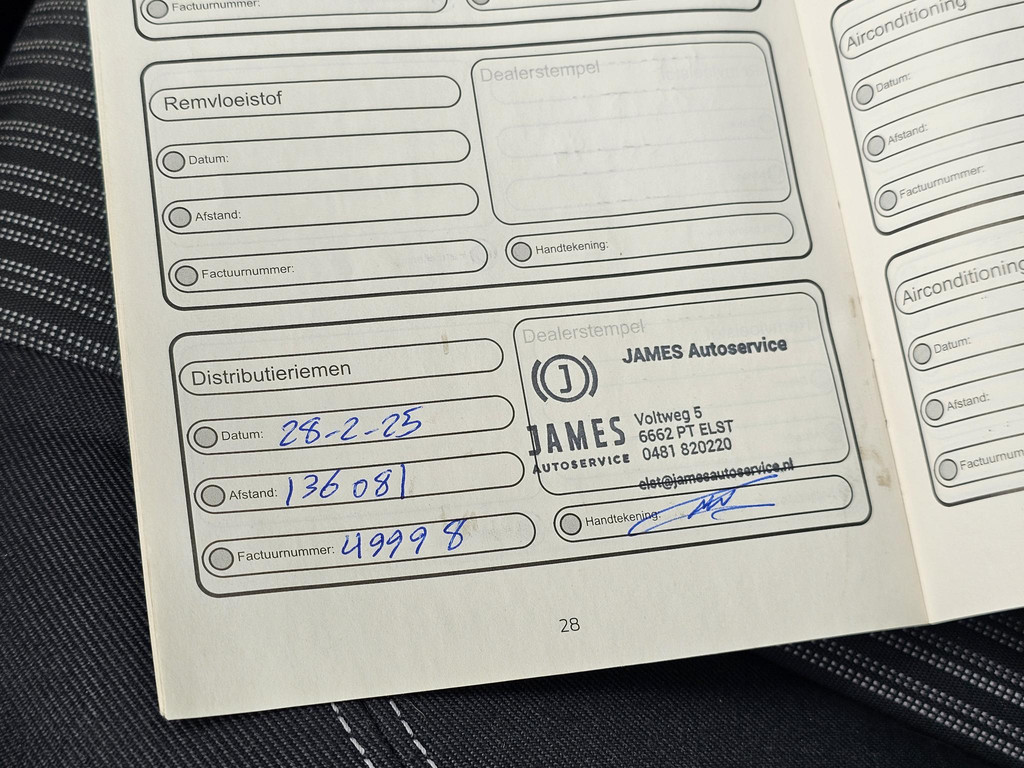 Factuurnummer:
Remvloeistof
Dealerstempel
Datum:
Afstand:
Factuurnummer:
Handtekening:
Distributieriemen
Datum: 28-2-25
Afstand: 136 081
Factuurnummer: 49998
Dealerstempel
JAMES Autoservice
J
JAMES
AUTOSERVICE
Voltweg 5
6662 PT ELST
0481 820220
elst@jamesautoservice.nl
Handtekening:
28
Airconditioning
Datum:
Afstand:
Factuurnummer:
Airconditioning
Datum:
Afstand:
Factuurnum